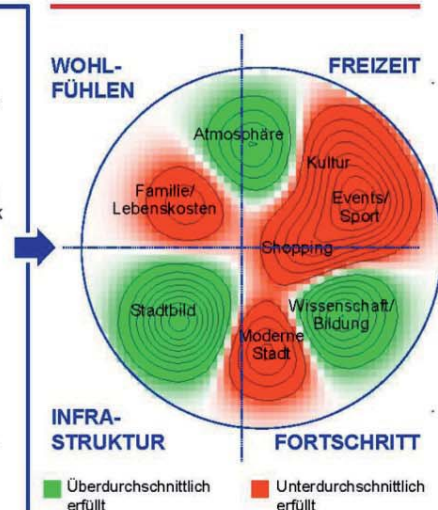 WOHL-
FÜHLEN
FREIZEIT
Atmosphäre
Kultur
Familie/
Lebenskosten
Events/
Sport
Shopping
Stadtbild
Wissenschaft/
Bildung
Moderne
Stadt
INFRA-
STRUKTUR
FORTSCHRITT
Überdurchschnittlich
erfüllt
Unterdurchschnittlich
erfüllt